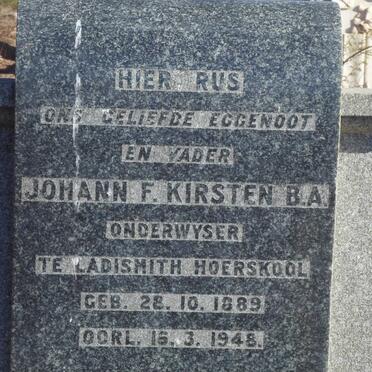 HIER RUS
ONS GELIEFDE EGGENOOT
EN VADER
JOHANN F. KIRSTEN B.A.
ONDERWYSER
TE LADISMITH HOERSKOOL
GEB. 28. 10. 1889
OORL. 16. 3. 1948.